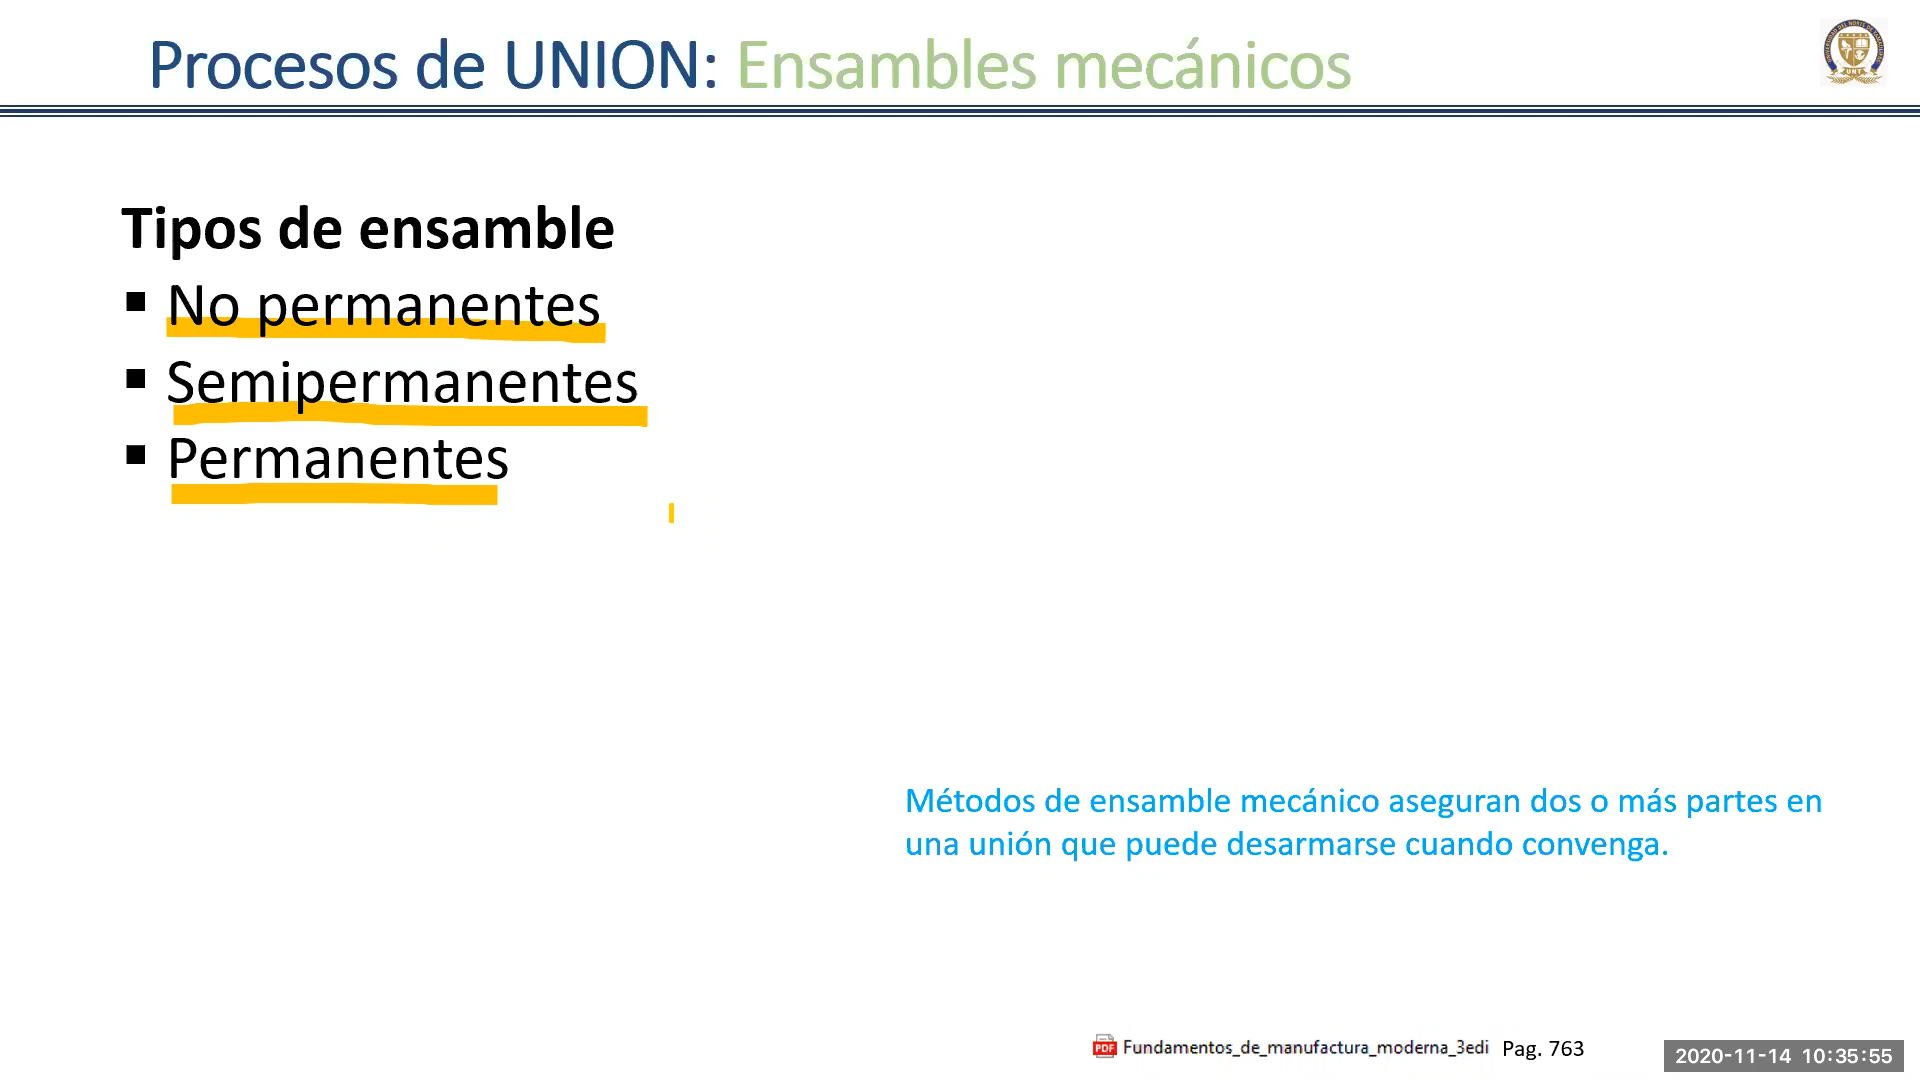 Procesos de UNION: Ensambles mecánicos
Tipos de ensamble
▪ No permanentes
▪ Semipermanentes
▪ Permanentes
Métodos de ensamble mecánico aseguran dos o más partes en
una unión que puede desarmarse cuando convenga.
PDF Fundamentos_de_manufactura_moderna_3edi Pag. 763
2020-11-14 10:35:55